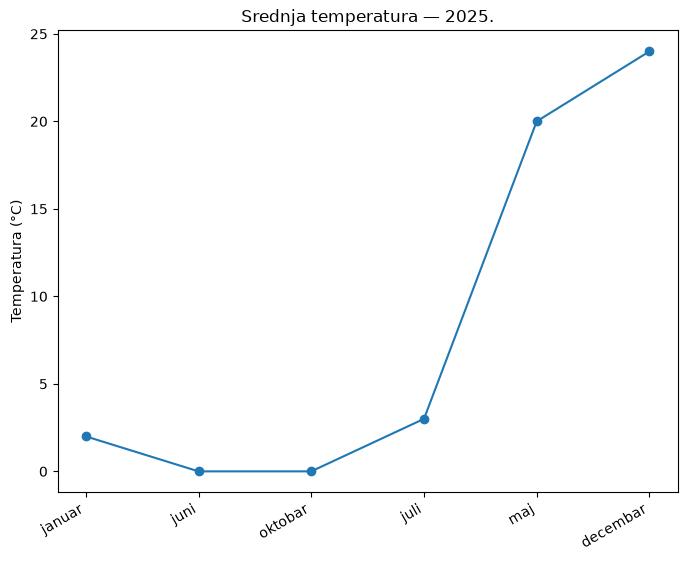 Srednja temperatura — 2025.
Temperatura (°C)
25
20
15
10
5
0
januar
juni
oktobar
juli
maj
decembar